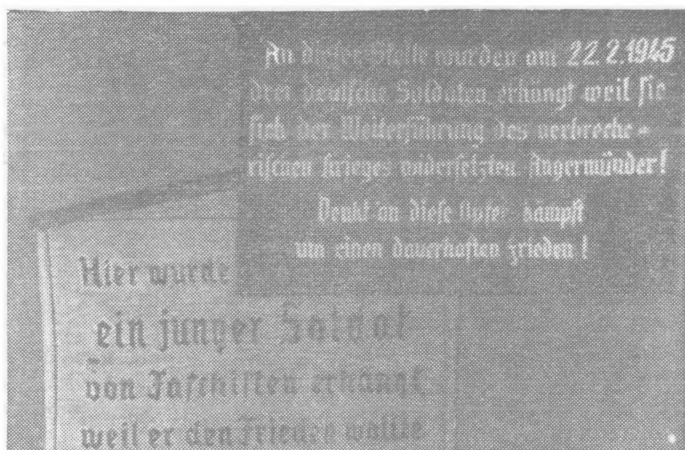 An dieser Stelle wurden am 22.2.1945
drei deutsche Soldaten erhängt weil sie
sich der Weiterführung des verbreche=
rischen Krieges widersetzten. Angermünder!
Denkt an diese Opfer kämpft
um einen dauerhaften Frieden!
Hier wurde
ein junger Soldat
von Faschisten erhängt
weil er den Frieden wollte